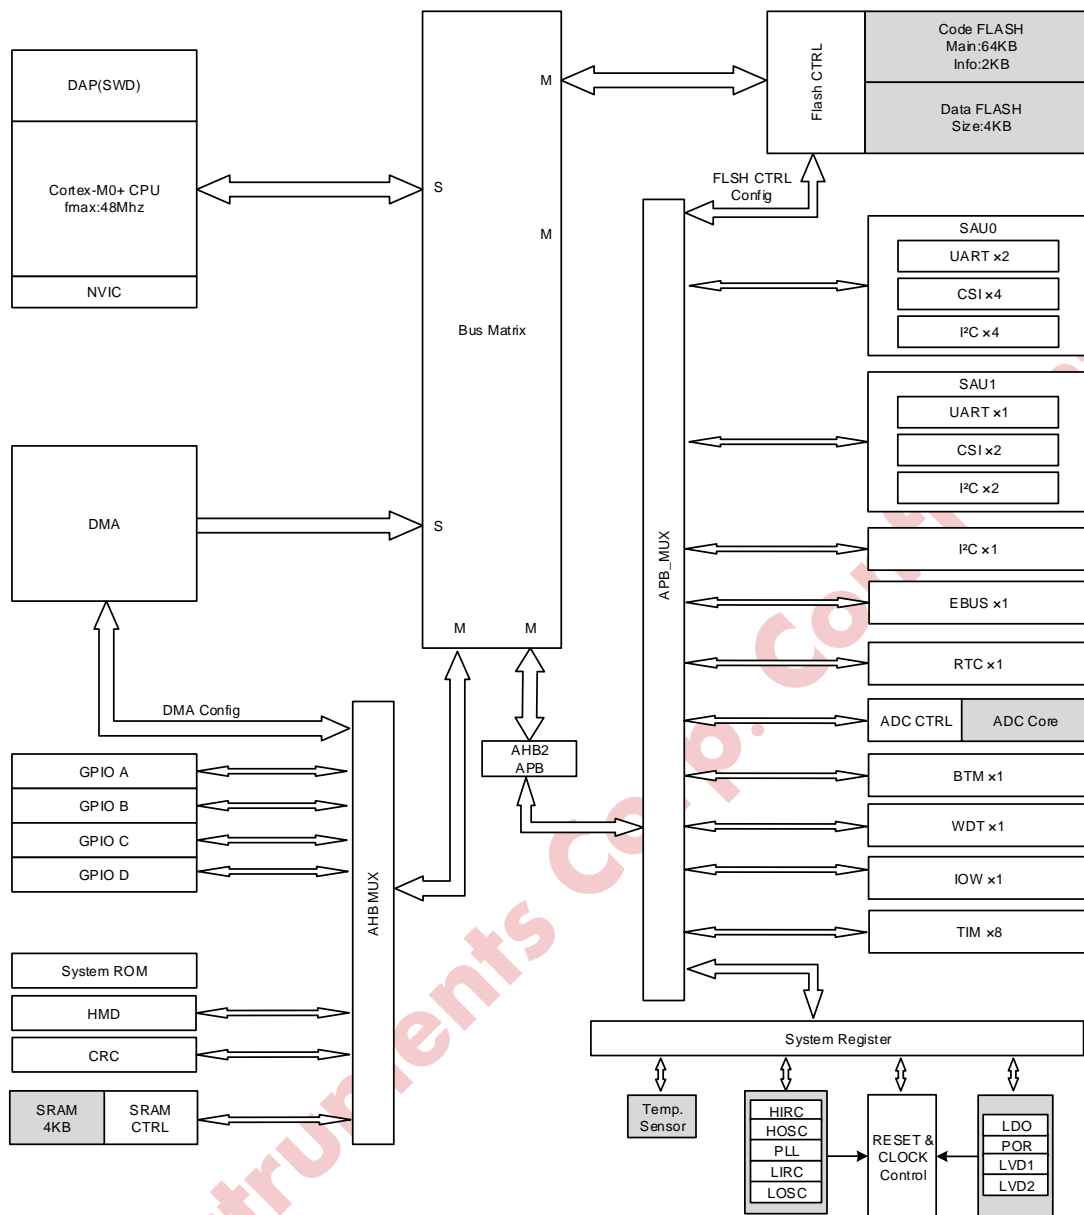 DAP(SWD)
Cortex-M0+ CPU
fmax:48Mhz
NVIC
DMA
DMA Config
GPIO A
GPIO B
GPIO C
GPIO D
System ROM
HMD
CRC
SRAM
4KB
SRAM
CTRL
AHB MUX
M
S
M
Bus Matrix
S
M
M
AHB2
APB
Flash CTRL
Code FLASH
Main:64KB
Info:2KB
Data FLASH
Size:4KB
FLSH CTRL
Config
APB_MUX
SAU0
UART ×2
CSI ×4
I²C ×4
SAU1
UART ×1
CSI ×2
I²C ×2
I²C ×1
EBUS ×1
RTC ×1
ADC CTRL
ADC Core
BTM ×1
WDT ×1
IOW ×1
TIM ×8
System Register
Temp.
Sensor
HIRC
HOSC
PLL
LIRC
LOSC
RESET &
CLOCK
Control
LDO
POR
LVD1
LVD2